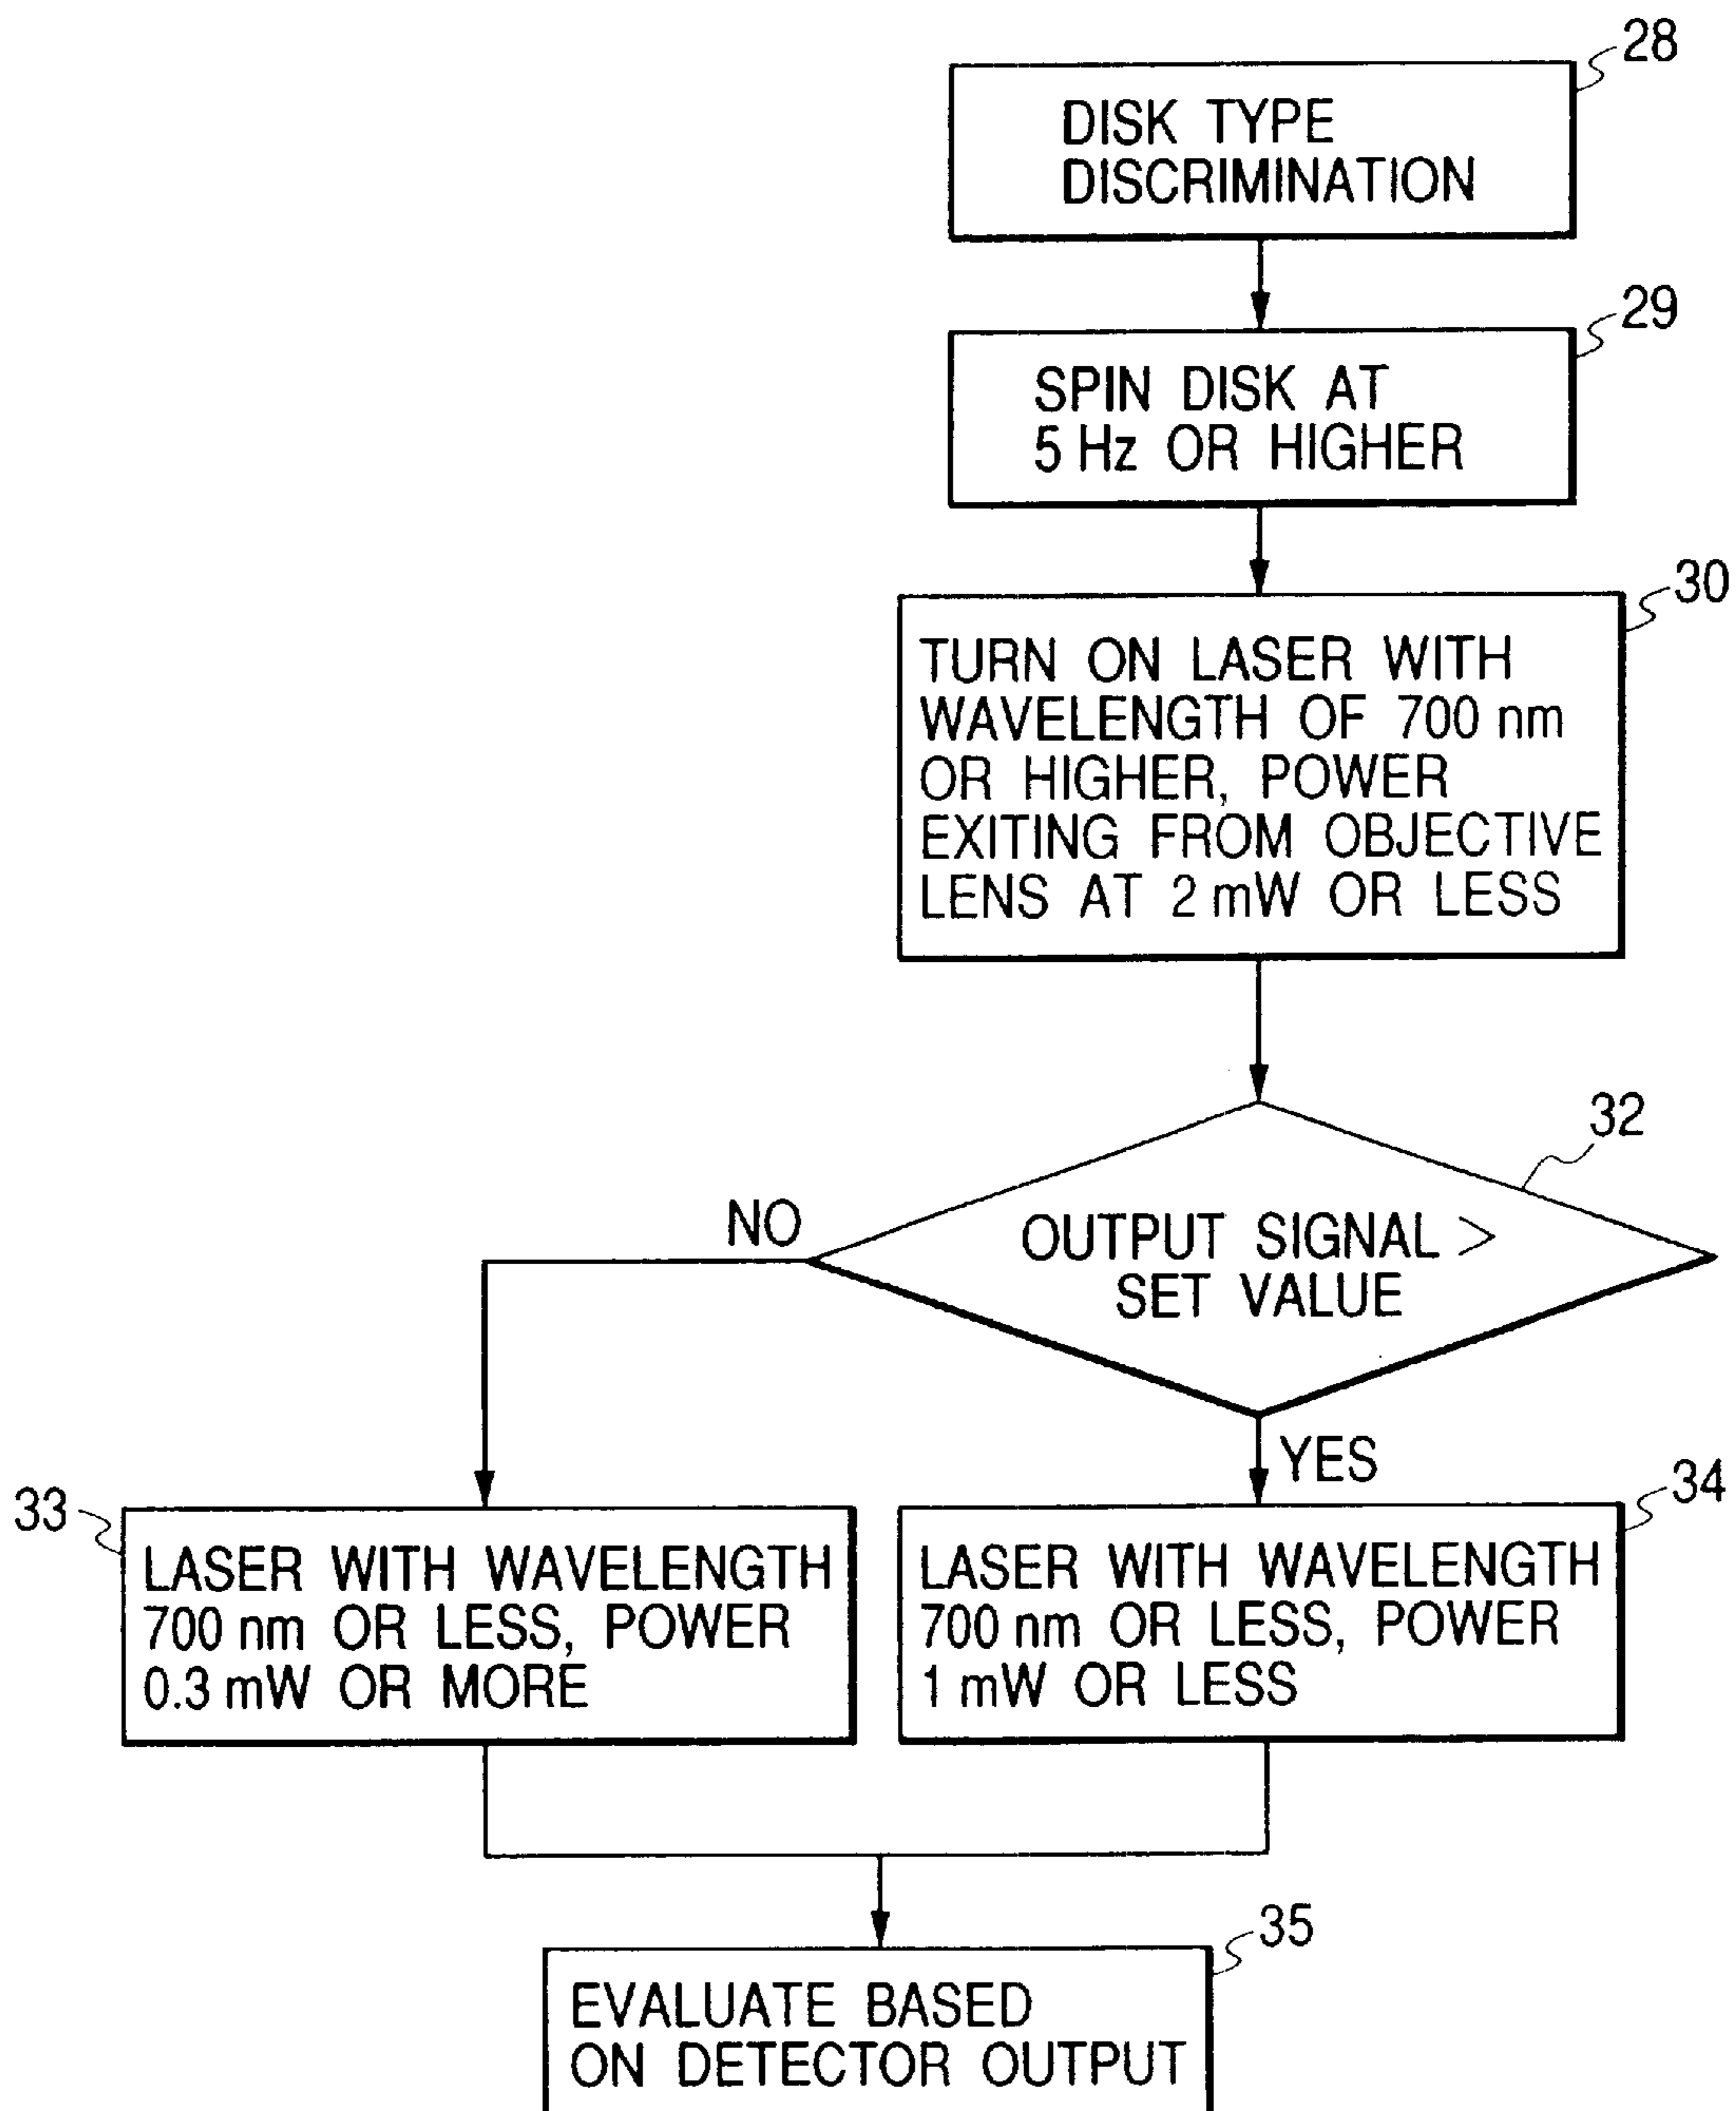 28
DISK TYPE
DISCRIMINATION
29
SPIN DISK AT
5 Hz OR HIGHER
30
TURN ON LASER WITH
WAVELENGTH OF 700 nm
OR HIGHER, POWER
EXITING FROM OBJECTIVE
LENS AT 2 mW OR LESS
32
NO
OUTPUT SIGNAL >
SET VALUE
YES
33
LASER WITH WAVELENGTH
700 nm OR LESS, POWER
0.3 mW OR MORE
34
LASER WITH WAVELENGTH
700 nm OR LESS, POWER
1 mW OR LESS
35
EVALUATE BASED
ON DETECTOR OUTPUT